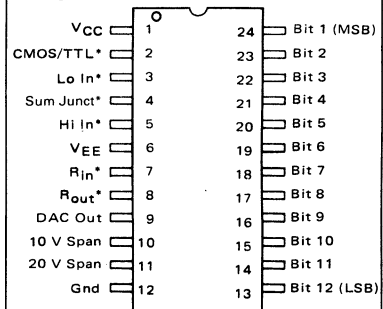 VCC 1 24 Bit 1 (MSB)
CMOS/TTL* 2 23 Bit 2
Lo In* 3 22 Bit 3
Sum Junct* 4 21 Bit 4
Hi In* 5 20 Bit 5
VEE 6 19 Bit 6
Rin* 7 18 Bit 7
Rout* 8 17 Bit 8
DAC Out 9 16 Bit 9
10 V Span 10 15 Bit 10
20 V Span 11 14 Bit 11
Gnd 12 13 Bit 12 (LSB)